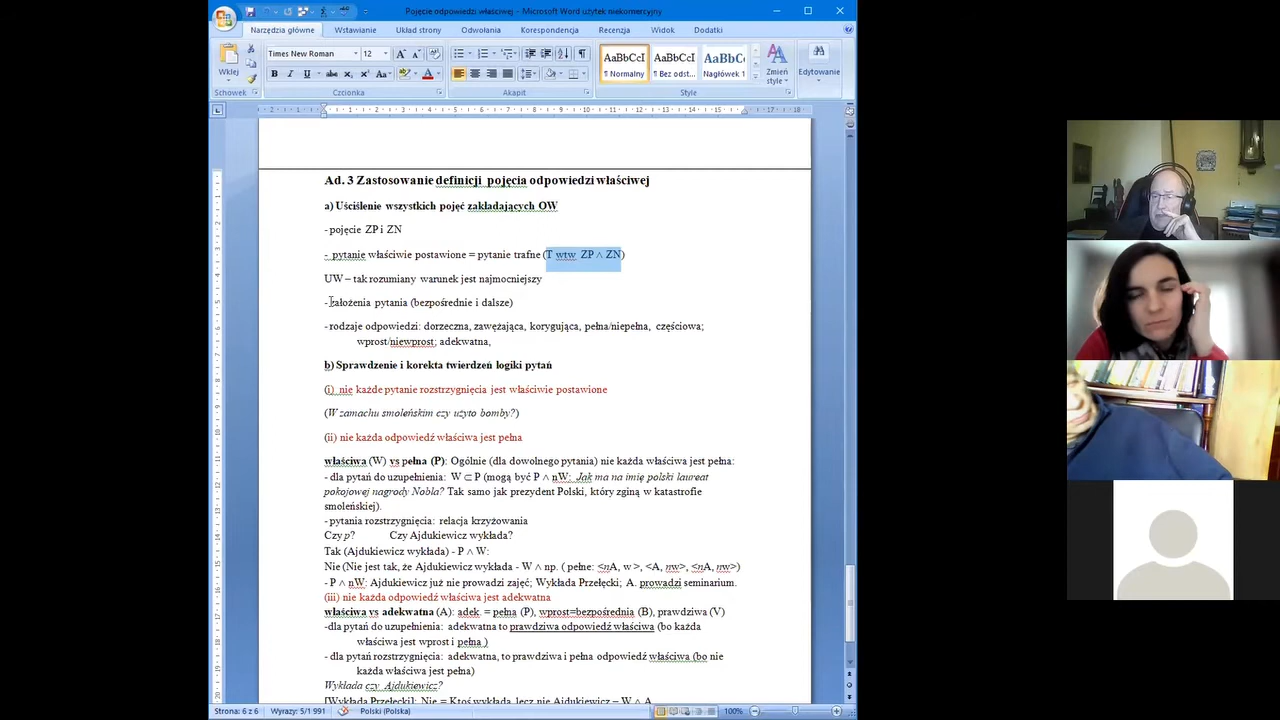 Pojęcie odpowiedzi właściwej – Microsoft Word użytek niekomercyjny
Narzędzia główne Wstawianie Układ strony Odwołania Korespondencja Recenzja Widok Dodatki
Times New Roman 12
Wklej
AaBbCcI AaBbCcI AaBbC
¶ Normalny ¶ Bez odst... Nagłówek 1
Zmień style
Edytowanie
Schowek Czcionka Akapit Style
Ad. 3 Zastosowanie definicji pojęcia odpowiedzi właściwej
a) Uściślenie wszystkich pojęć zakładających OW
- pojęcie ZP i ZN
- pytanie właściwie postawione = pytanie trafne (T wtw ZP ∧ ZN)
UW – tak rozumiany warunek jest najmocniejszy
- założenia pytania (bezpośrednie i dalsze)
- rodzaje odpowiedzi: dorzeczna, zawężająca, korygująca, pełna/niepełna, częściowa;
wprost/niewprost; adekwatna,
b) Sprawdzenie i korekta twierdzeń logiki pytań
(i) nie każde pytanie rozstrzygnięcia jest właściwie postawione
(W zamachu smoleńskim czy użyto bomby?)
(ii) nie każda odpowiedź właściwa jest pełna
właściwa (W) vs pełna (P): Ogólnie (dla dowolnego pytania) nie każda właściwa jest pełna:
- dla pytań do uzupełnienia: W ⊂ P (mogą być P ∧ nW: Jak ma na imię polski laureat
pokojowej nagrody Nobla? Tak samo jak prezydent Polski, który zginą w katastrofie
smoleńskiej).
- pytania rozstrzygnięcia: relacja krzyżowania
Czy p? Czy Ajdukiewicz wykłada?
Tak (Ajdukiewicz wykłada) - P ∧ W:
Nie (Nie jest tak, że Ajdukiewicz wykłada - W ∧ np. ( pełne: <nA, w>, <A, nw>, <nA, nw>)
- P ∧ nW: Ajdukiewicz już nie prowadzi zajęć; Wykłada Przełęcki; A. prowadzi seminarium.
(iii) nie każda odpowiedź właściwa jest adekwatna
właściwa vs adekwatna (A): adek. = pełna (P), wprost=bezpośrednia (B), prawdziwa (V)
-dla pytań do uzupełnienia: adekwatna to prawdziwa odpowiedź właściwa (bo każda
właściwa jest wprost i pełna )
- dla pytań rozstrzygnięcia: adekwatna, to prawdziwa i pełna odpowiedź właściwa (bo nie
każda właściwa jest pełna)
Wykłada czy Ajdukiewicz?
[Wykłada Przełęcki]: Nie = Ktoś wykłada, lecz nie Ajdukiewicz – W ∧ A
Strona: 6 z 6 Wyrazy: 5/1 991 Polski (Polska) 100%